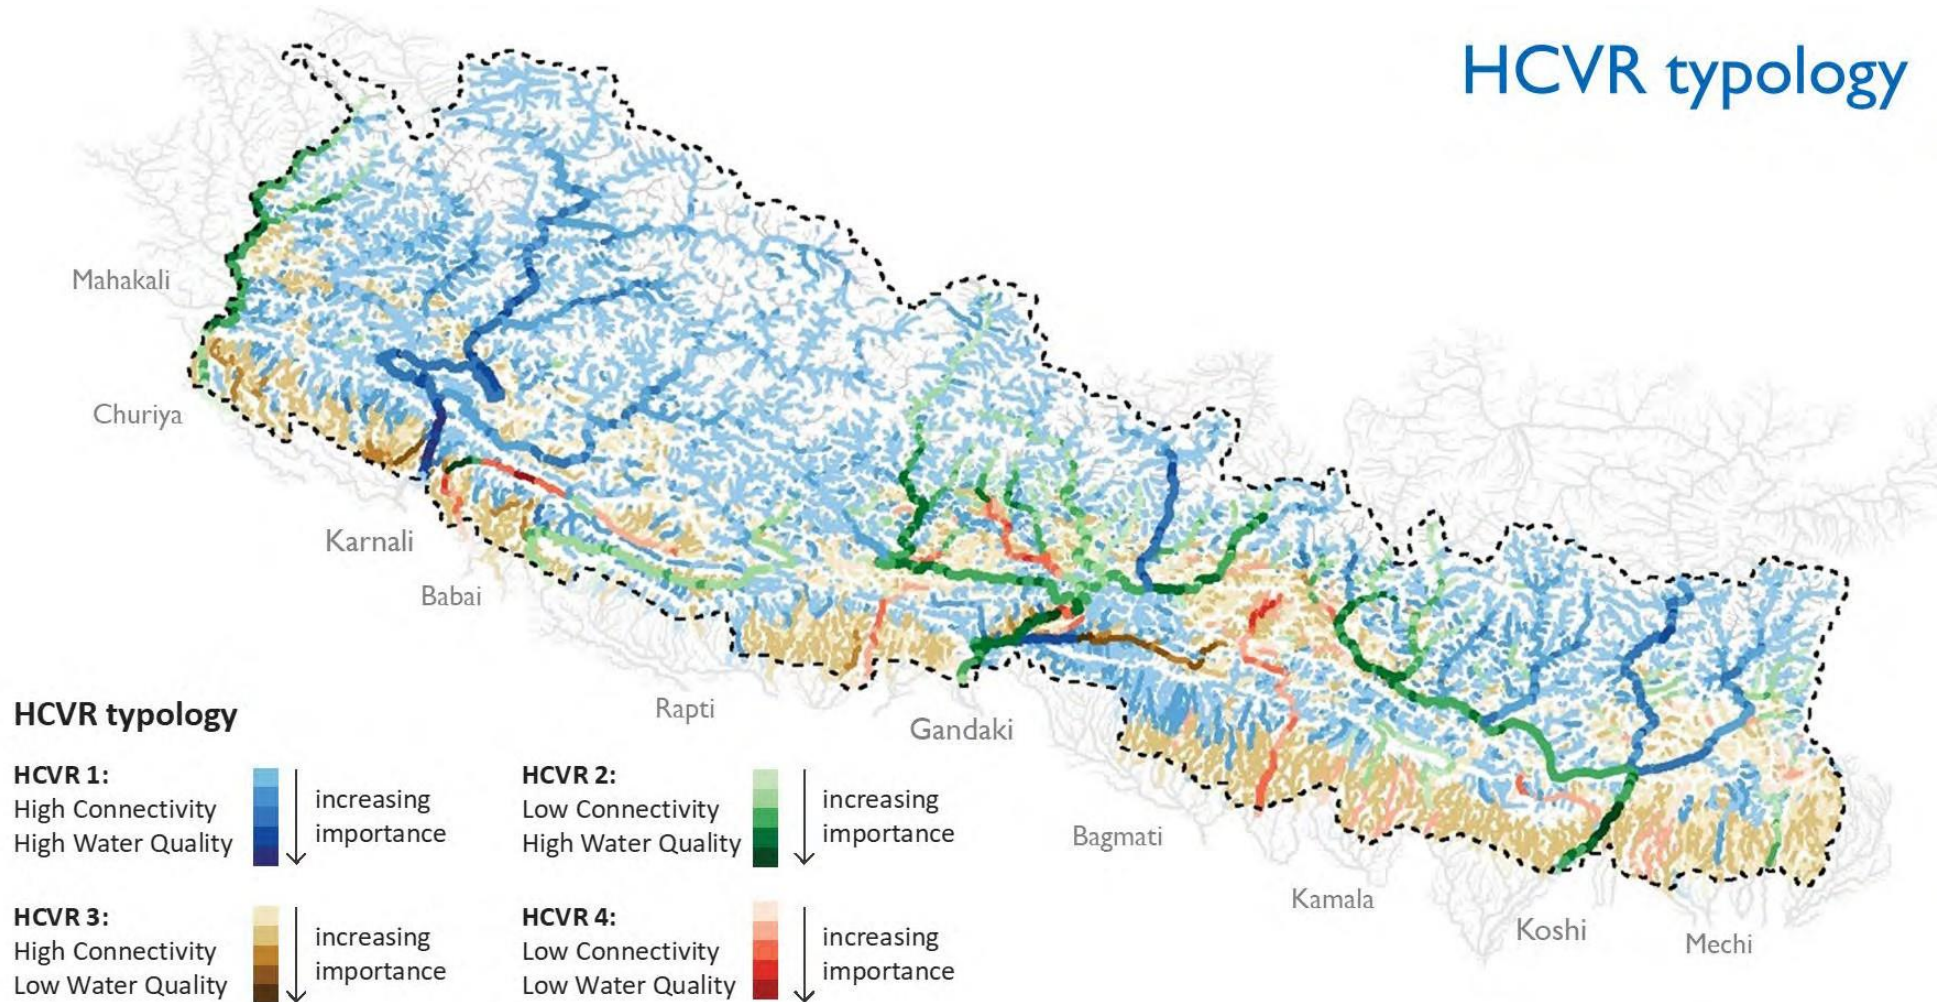 HCVR typology
Mahakali
Churiya
Karnali
Babai
Rapti
Gandaki
Bagmati
Kamala
Koshi
Mechi
HCVR typology
HCVR 1:
High Connectivity
High Water Quality
increasing
importance
HCVR 2:
Low Connectivity
High Water Quality
increasing
importance
HCVR 3:
High Connectivity
Low Water Quality
increasing
importance
HCVR 4:
Low Connectivity
Low Water Quality
increasing
importance